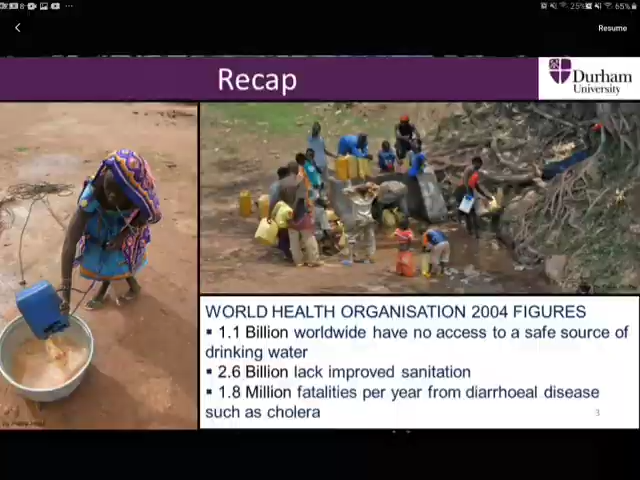 25%
65%
Resume
Recap
Durham
University
WORLD HEALTH ORGANISATION 2004 FIGURES
▪ 1.1 Billion worldwide have no access to a safe source of
drinking water
▪ 2.6 Billion lack improved sanitation
▪ 1.8 Million fatalities per year from diarrhoeal disease
such as cholera
3